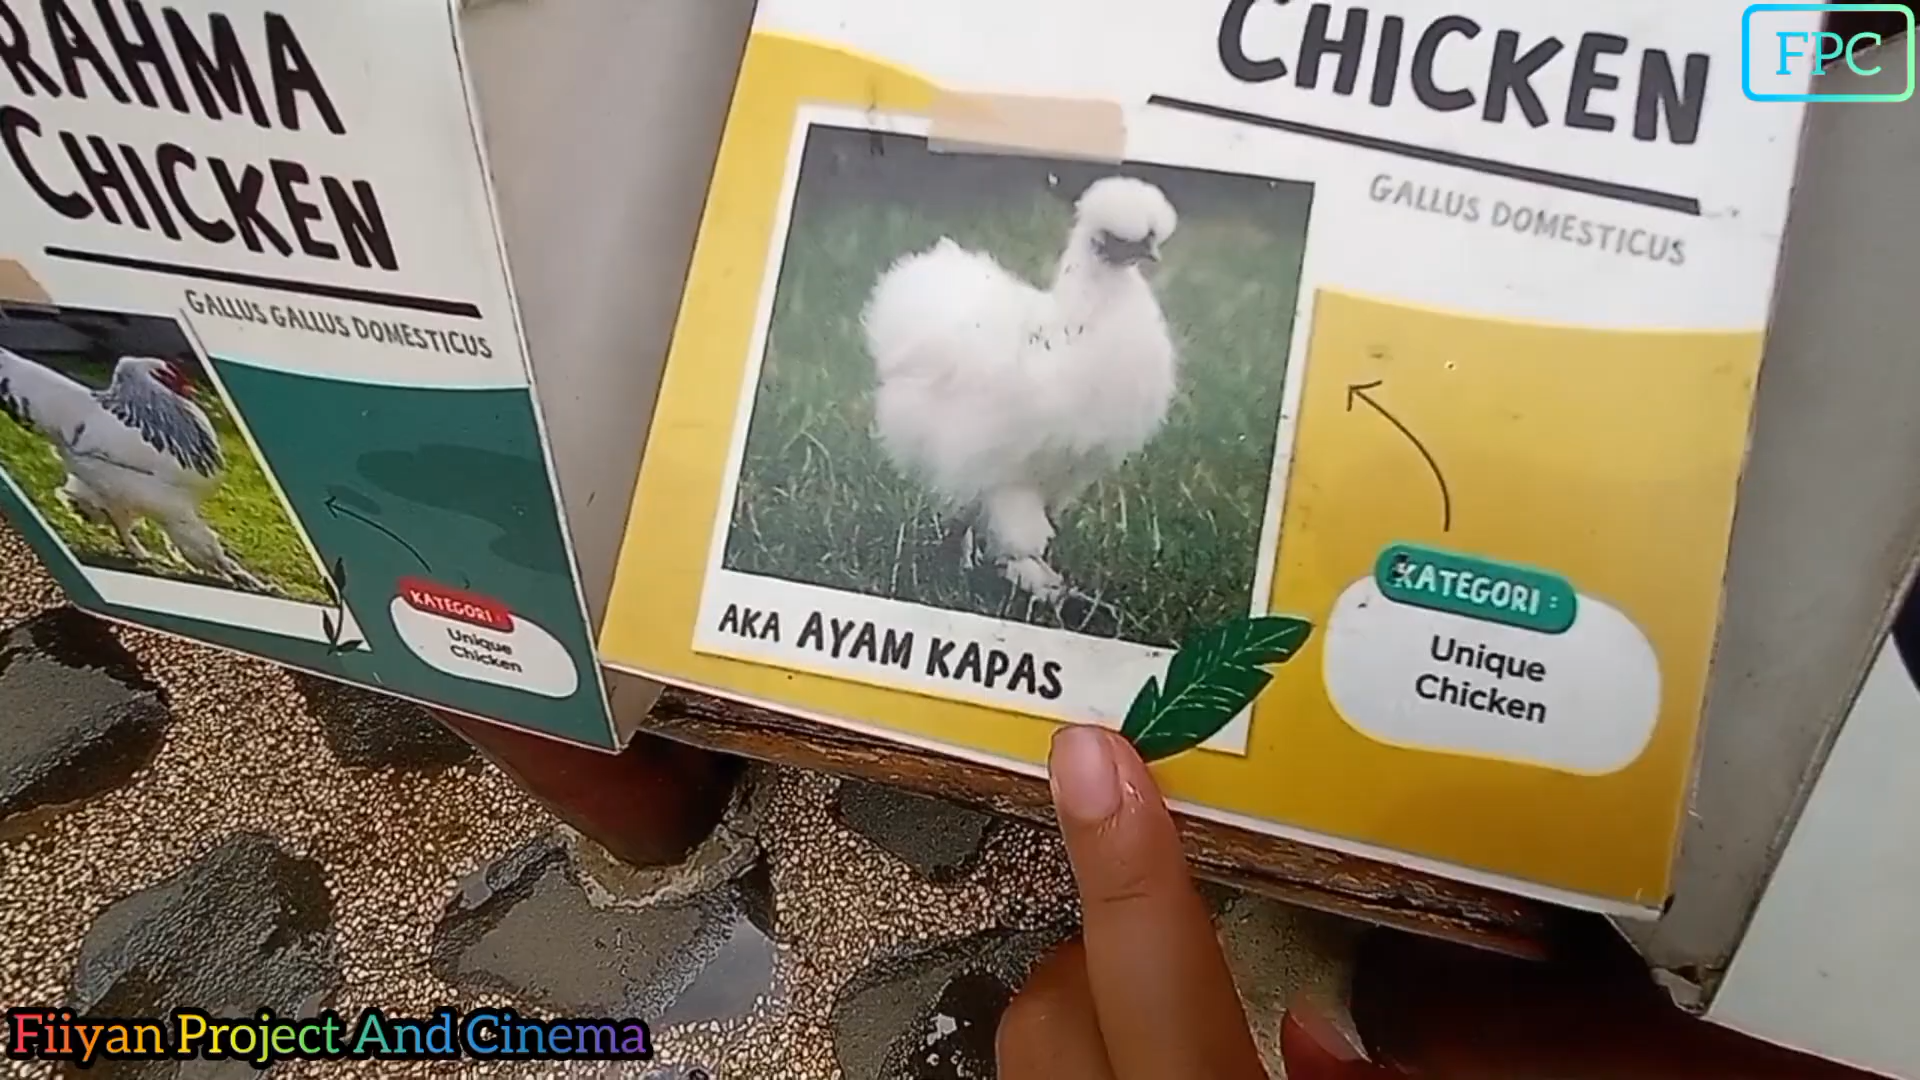 RAHMA
CHICKEN
GALLUS GALLUS DOMESTICUS
KATEGORI :
Unique
Chicken
CHICKEN
GALLUS DOMESTICUS
AKA AYAM KAPAS
KATEGORI :
Unique
Chicken
FPC
Fiiyan Project And Cinema